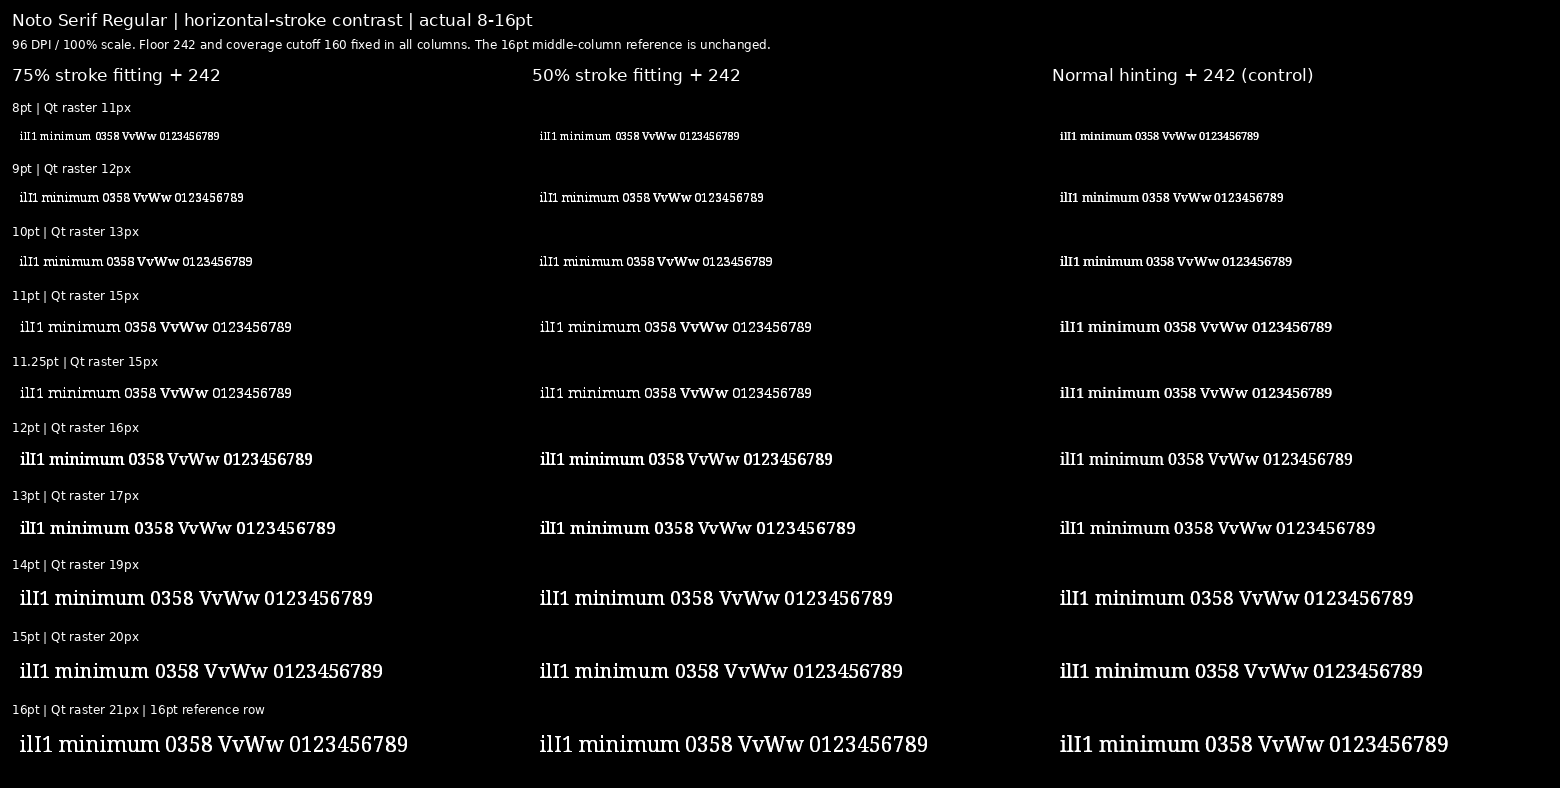 Noto Serif Regular | horizontal-stroke contrast | actual 8-16pt
96 DPI / 100% scale. Floor 242 and coverage cutoff 160 fixed in all columns. The 16pt middle-column reference is unchanged.
75% stroke fitting + 242 50% stroke fitting + 242 Normal hinting + 242 (control)
8pt | Qt raster 11px
ilI1 minimum 0358 VvWw 0123456789 ilI1 minimum 0358 VvWw 0123456789 ilI1 minimum 0358 VvWw 0123456789
9pt | Qt raster 12px
ilI1 minimum 0358 VvWw 0123456789 ilI1 minimum 0358 VvWw 0123456789 ilI1 minimum 0358 VvWw 0123456789
10pt | Qt raster 13px
ilI1 minimum 0358 VvWw 0123456789 ilI1 minimum 0358 VvWw 0123456789 ilI1 minimum 0358 VvWw 0123456789
11pt | Qt raster 15px
ilI1 minimum 0358 VvWw 0123456789 ilI1 minimum 0358 VvWw 0123456789 ilI1 minimum 0358 VvWw 0123456789
11.25pt | Qt raster 15px
ilI1 minimum 0358 VvWw 0123456789 ilI1 minimum 0358 VvWw 0123456789 ilI1 minimum 0358 VvWw 0123456789
12pt | Qt raster 16px
ilI1 minimum 0358 VvWw 0123456789 ilI1 minimum 0358 VvWw 0123456789 ilI1 minimum 0358 VvWw 0123456789
13pt | Qt raster 17px
ilI1 minimum 0358 VvWw 0123456789 ilI1 minimum 0358 VvWw 0123456789 ilI1 minimum 0358 VvWw 0123456789
14pt | Qt raster 19px
ilI1 minimum 0358 VvWw 0123456789 ilI1 minimum 0358 VvWw 0123456789 ilI1 minimum 0358 VvWw 0123456789
15pt | Qt raster 20px
ilI1 minimum 0358 VvWw 0123456789 ilI1 minimum 0358 VvWw 0123456789 ilI1 minimum 0358 VvWw 0123456789
16pt | Qt raster 21px | 16pt reference row
ilI1 minimum 0358 VvWw 0123456789 ilI1 minimum 0358 VvWw 0123456789 ilI1 minimum 0358 VvWw 0123456789